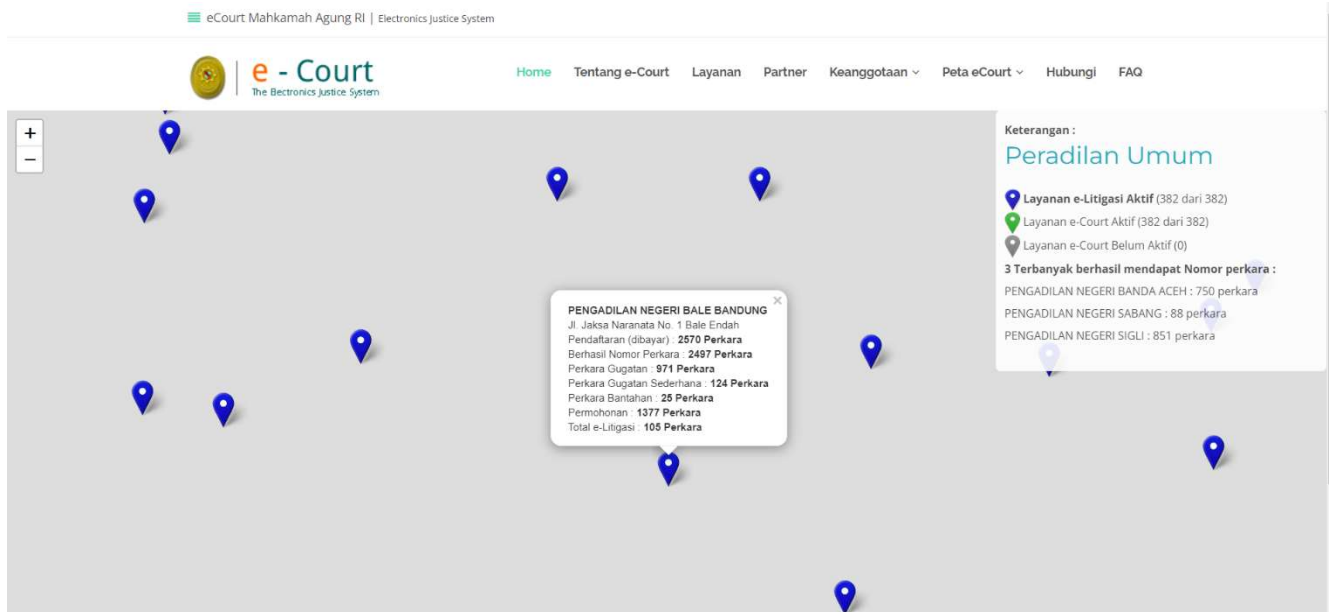 eCourt Mahkamah Agung RI | Electronics Justice System
e - Court
The Electronics Justice System
Home Tentang e-Court Layanan Partner Keanggotaan Peta eCourt Hubungi FAQ
+
−
Keterangan :
Peradilan Umum
Layanan e-Litigasi Aktif (382 dari 382)
Layanan e-Court Aktif (382 dari 382)
Layanan e-Court Belum Aktif (0)
3 Terbanyak berhasil mendapat Nomor perkara :
PENGADILAN NEGERI BANDA ACEH : 750 perkara
PENGADILAN NEGERI SABANG : 88 perkara
PENGADILAN NEGERI SIGLI : 851 perkara
×
PENGADILAN NEGERI BALE BANDUNG
Jl. Jaksa Naranata No. 1 Bale Endah
Pendaftaran (dibayar) : 2570 Perkara
Berhasil Nomor Perkara : 2497 Perkara
Perkara Gugatan : 971 Perkara
Perkara Gugatan Sederhana : 124 Perkara
Perkara Bantahan : 25 Perkara
Permohonan : 1377 Perkara
Total e-Litigasi : 105 Perkara